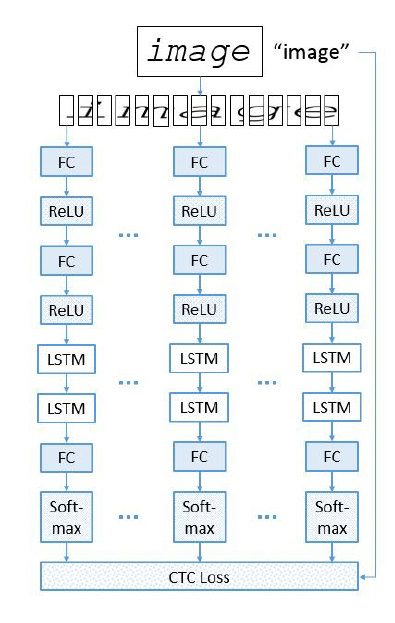 image "image"
FC FC FC
ReLU ReLU ReLU
... ...
FC FC FC
ReLU ReLU ReLU
LSTM LSTM LSTM
... ...
LSTM LSTM LSTM
FC FC FC
Soft- Soft- Soft-
max ... max ... max
CTC Loss